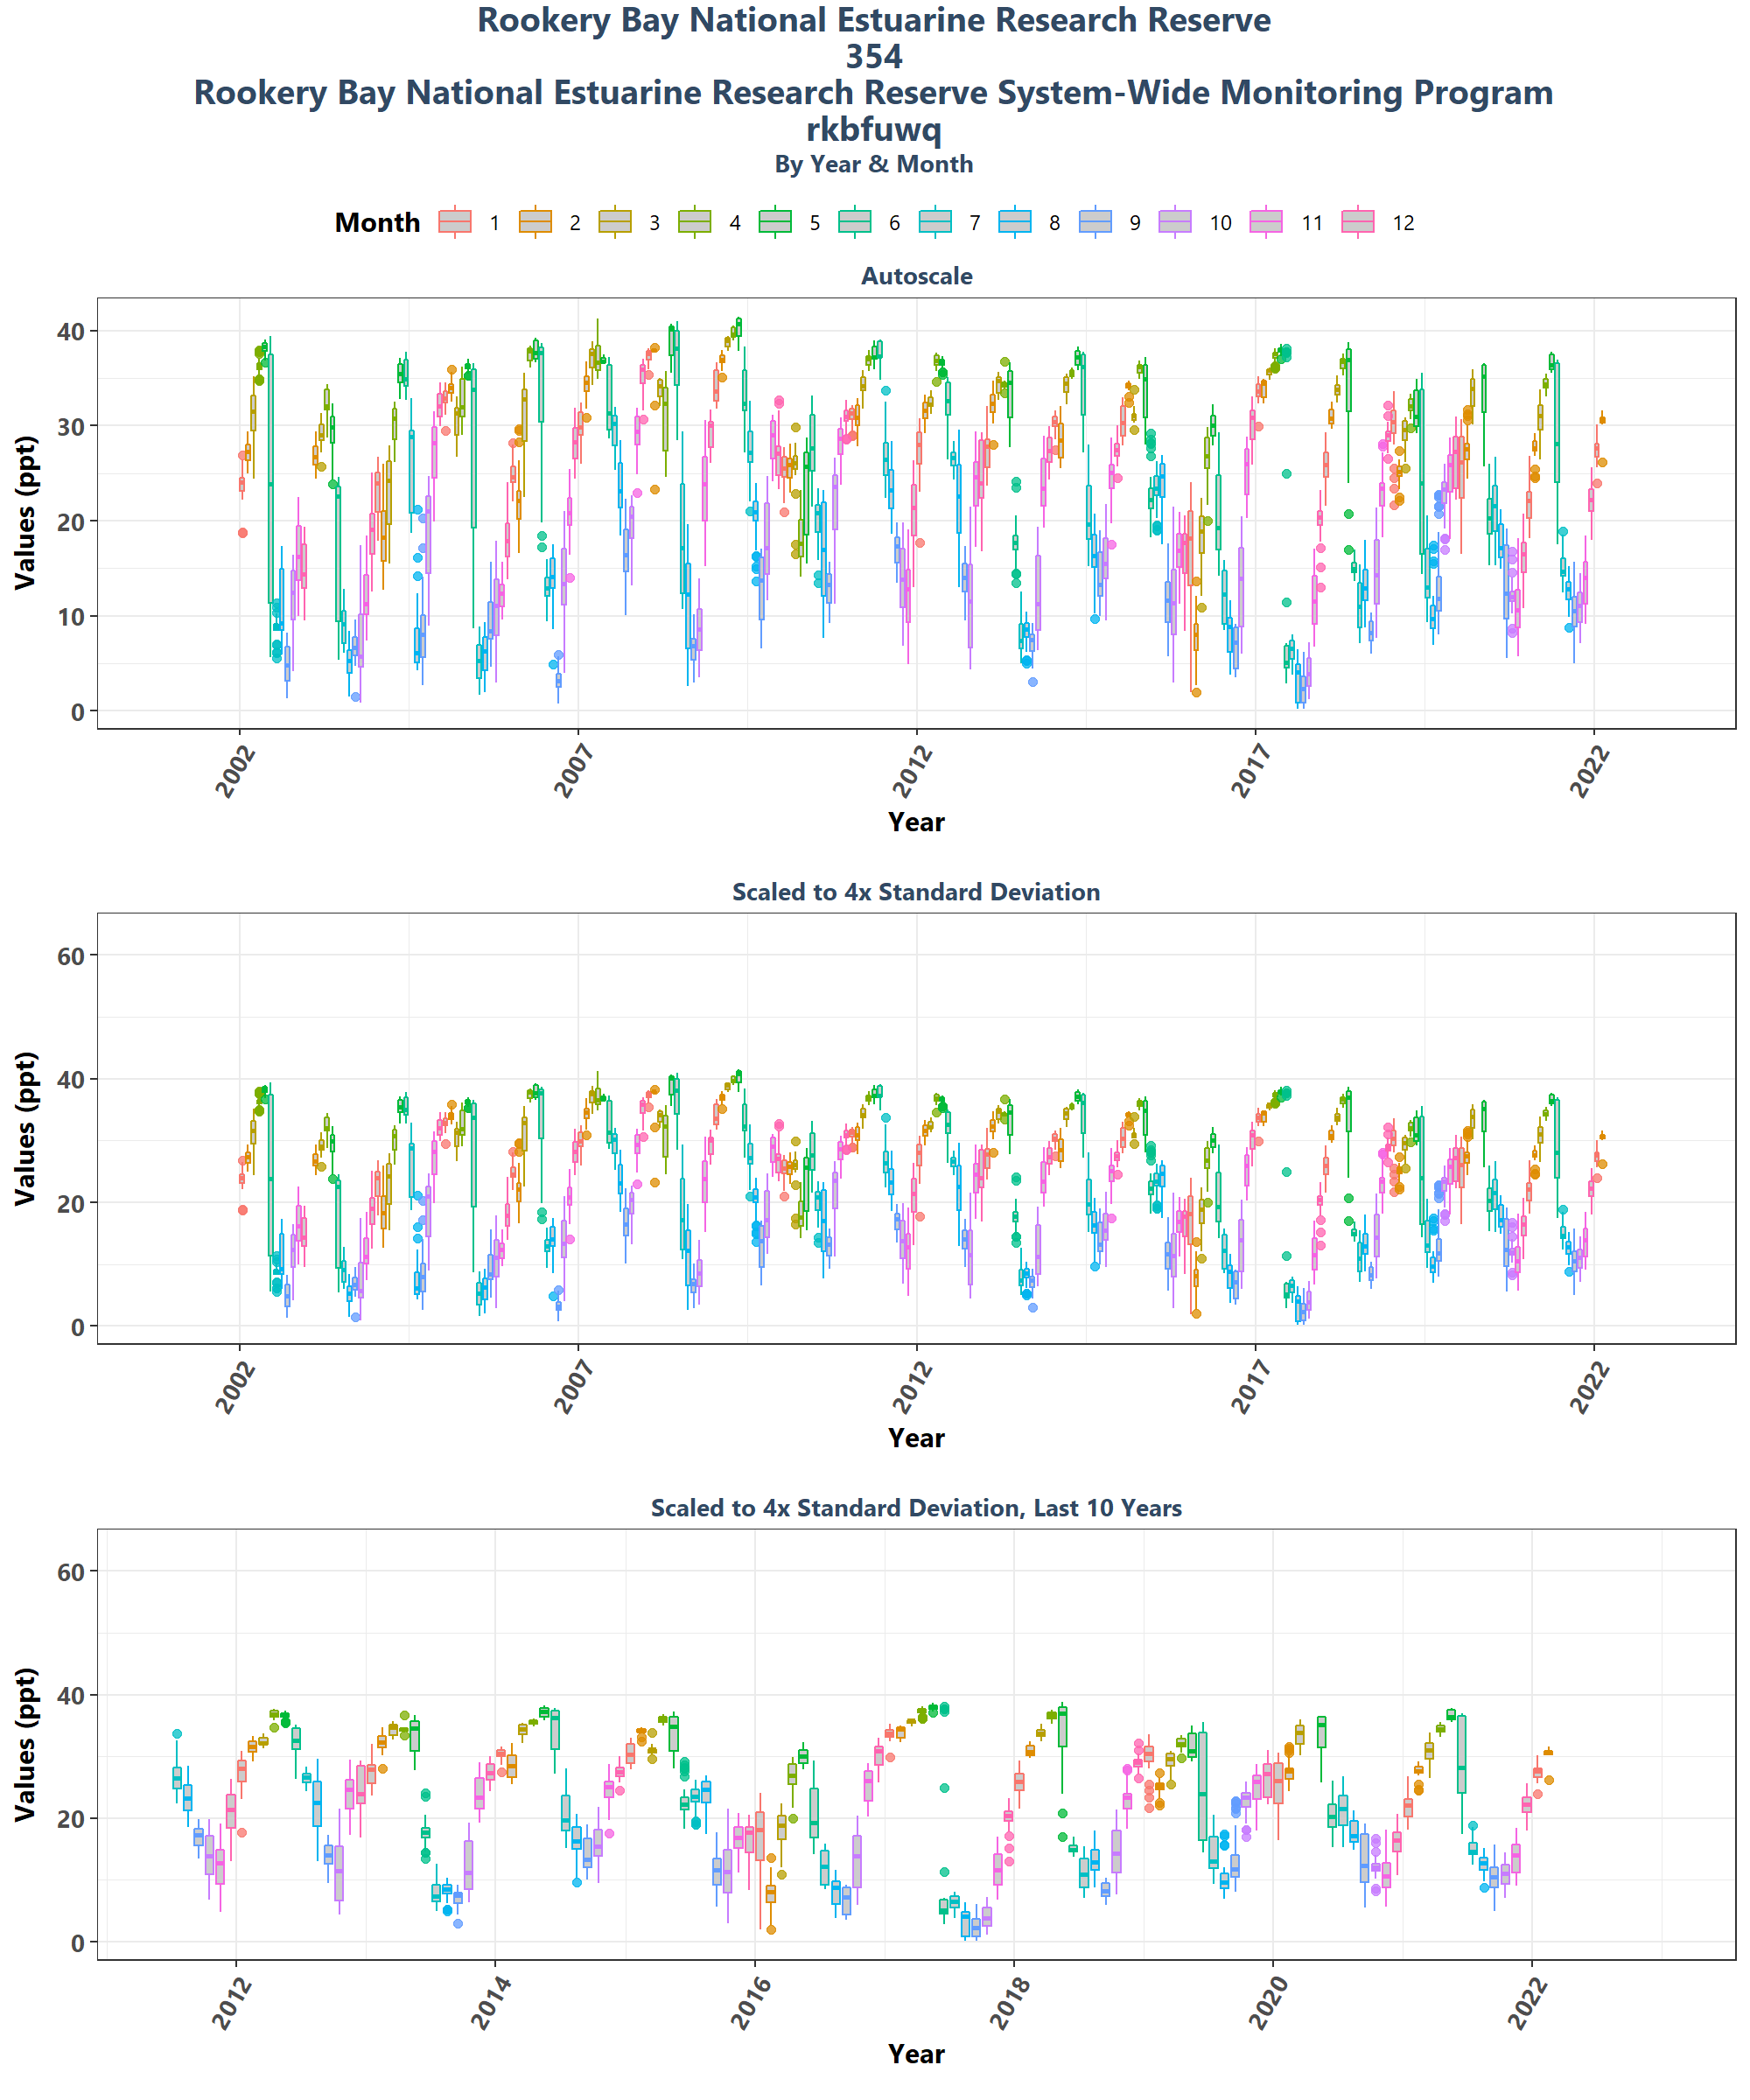 Rookery Bay National Estuarine Research Reserve
354
Rookery Bay National Estuarine Research Reserve System-Wide Monitoring Program
rkbfuwq
By Year & Month
Month 1 2 3 4 5 6 7 8 9 10 11 12
Autoscale
Values (ppt)
40
30
20
10
0
2002 2007 2012 2017 2022
Year
Scaled to 4x Standard Deviation
Values (ppt)
60
40
20
0
2002 2007 2012 2017 2022
Year
Scaled to 4x Standard Deviation, Last 10 Years
Values (ppt)
60
40
20
0
2012 2014 2016 2018 2020 2022
Year